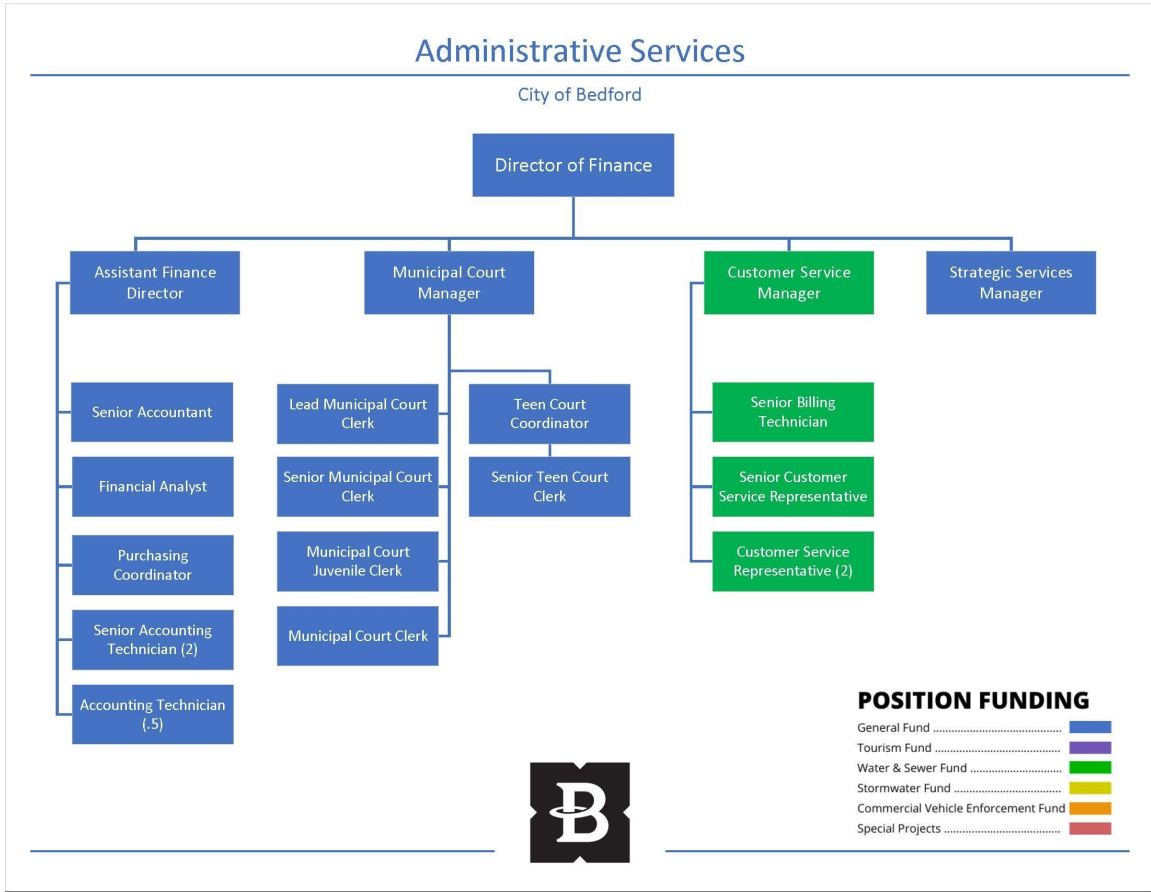 Administrative Services
City of Bedford
Director of Finance
Assistant Finance
Director
Municipal Court
Manager
Customer Service
Manager
Strategic Services
Manager
Senior Accountant
Financial Analyst
Purchasing
Coordinator
Senior Accounting
Technician (2)
Accounting Technician
(.5)
Lead Municipal Court
Clerk
Senior Municipal Court
Clerk
Municipal Court
Juvenile Clerk
Municipal Court Clerk
Teen Court
Coordinator
Senior Teen Court
Clerk
Senior Billing
Technician
Senior Customer
Service Representative
Customer Service
Representative (2)
POSITION FUNDING
General Fund
Tourism Fund
Water & Sewer Fund
Stormwater Fund
Commercial Vehicle Enforcement Fund
Special Projects
B